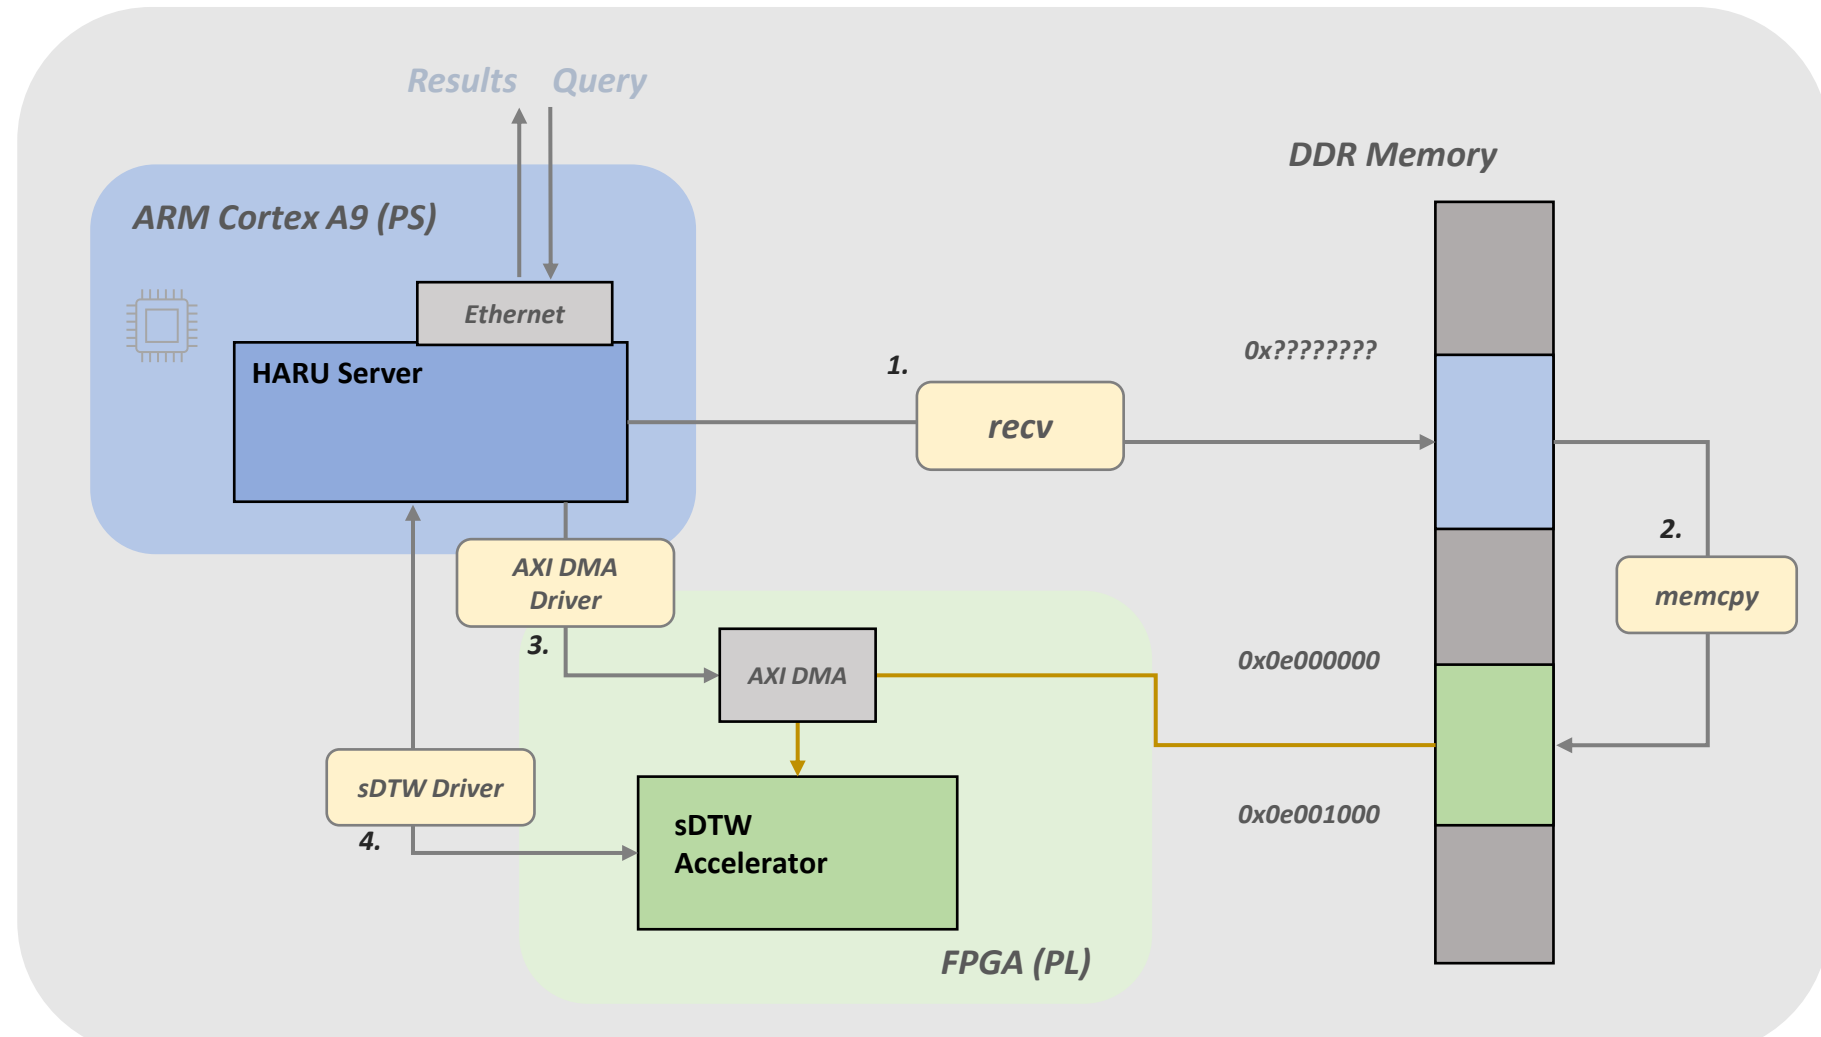 Results Query
DDR Memory
ARM Cortex A9 (PS)
Ethernet
HARU Server
1.
recv
0x????????
2.
memcpy
AXI DMA
Driver
3.
AXI DMA
0x0e000000
sDTW Driver
4.
sDTW
Accelerator
0x0e001000
FPGA (PL)